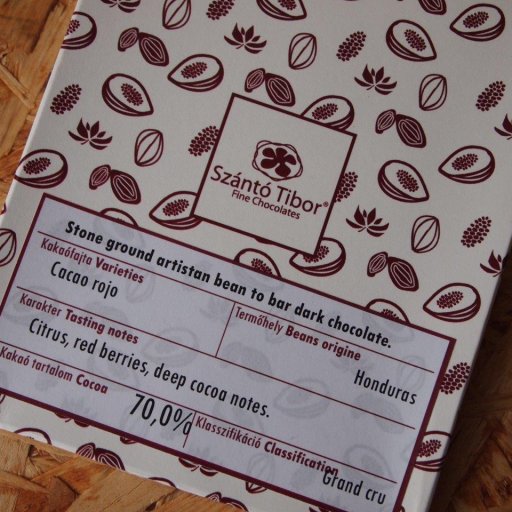 Szántó Tibor®
Fine Chocolates
Stone ground artistan bean to bar dark chocolate.
Kakaófajta Varieties
Cacao rojo
Termőhely Beans origine
Honduras
Karakter Tasting notes
Citrus, red berries, deep cocoa notes.
Kakaó tartalom Cocoa
70,0%
Klasszifikáció Classification
Grand cru